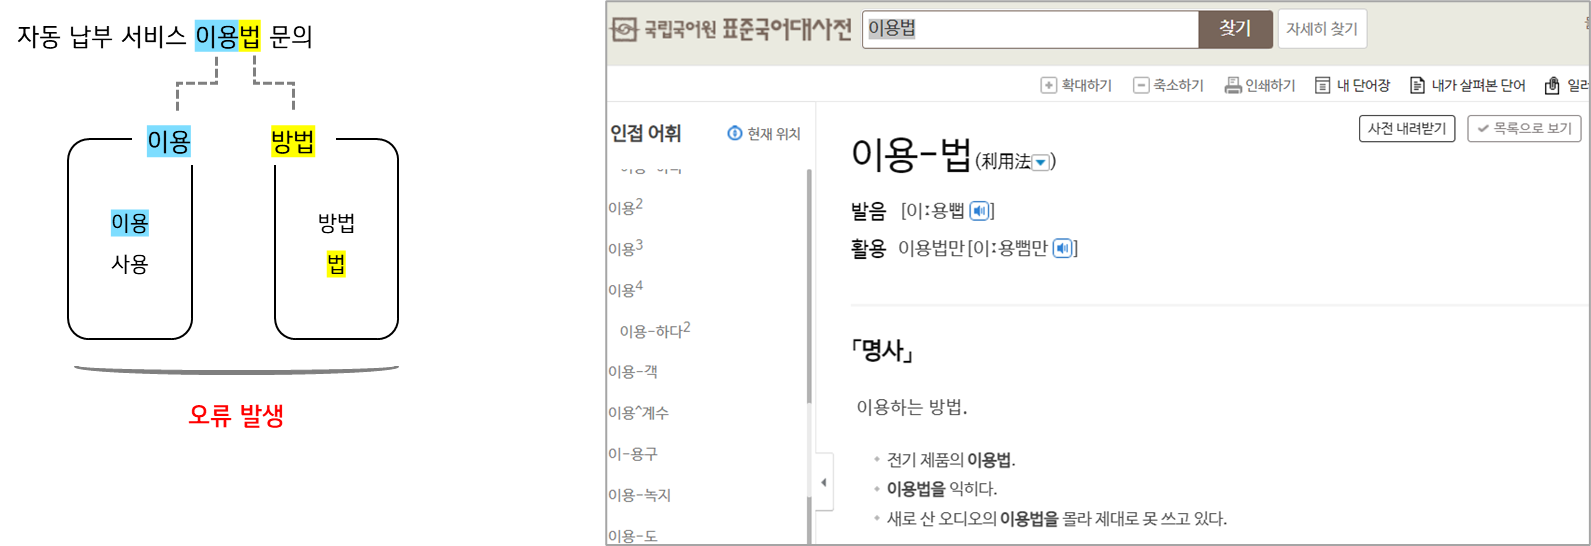 자동 납부 서비스 이용법 문의
이용
방법
이용
사용
방법
법
오류 발생
국립국어원 표준국어대사전
이용법
찾기
자세히 찾기
확대하기
축소하기
인쇄하기
내 단어장
내가 살펴본 단어
인접 어휘
현재 위치
이용2
이용3
이용4
이용-하다2
이용-객
이용^계수
이-용구
이용-녹지
이용-도
사전 내려받기
목록으로 보기
이용-법(利用法)
발음 [이ː용뻡]
활용 이용법만[이ː용뻠만]
「명사」
이용하는 방법.
전기 제품의 이용법.
이용법을 익히다.
새로 산 오디오의 이용법을 몰라 제대로 못 쓰고 있다.